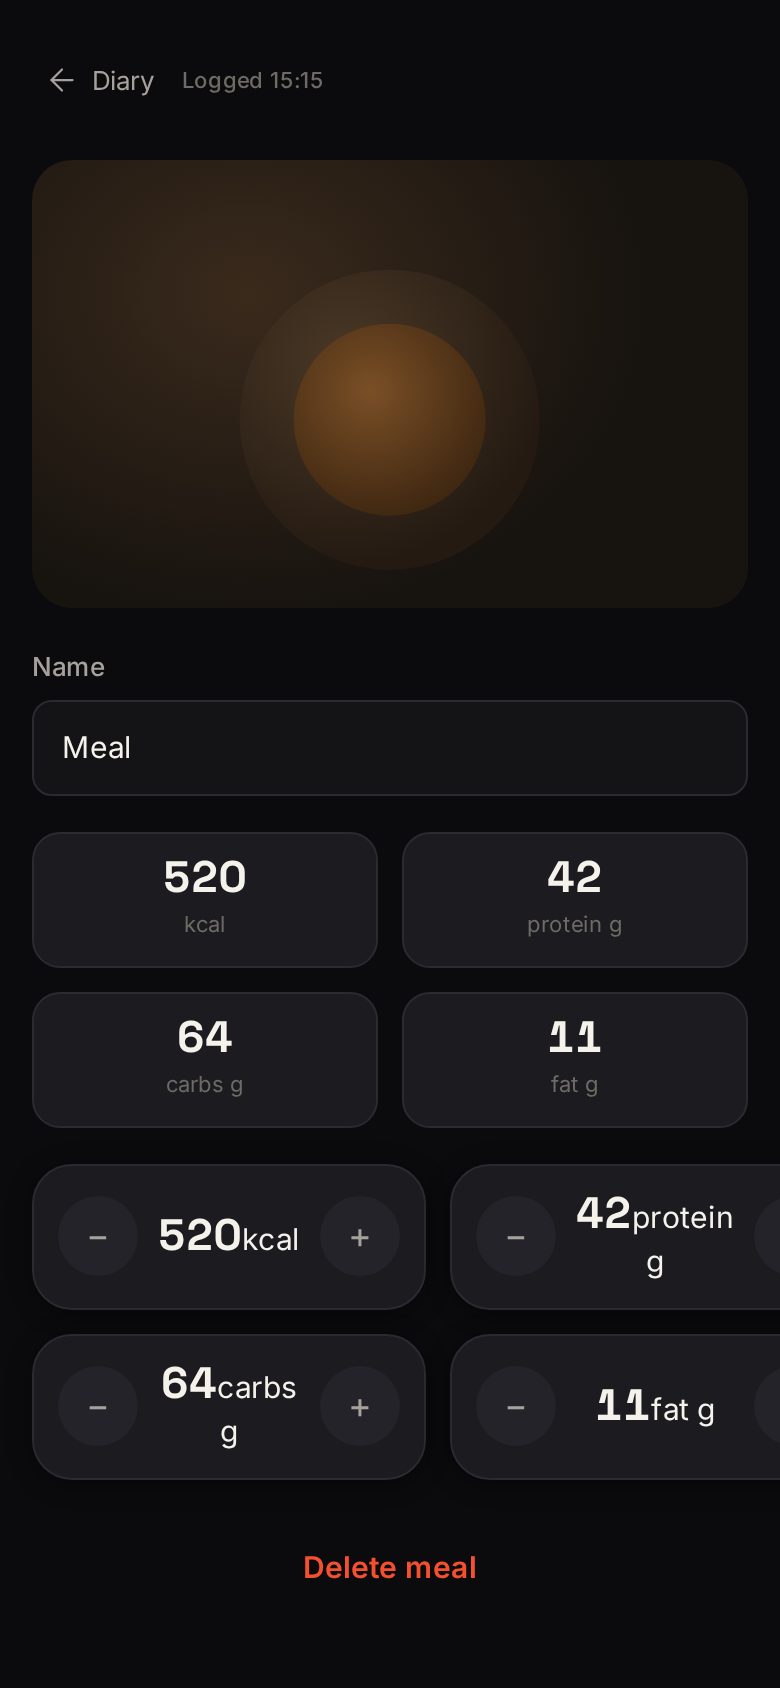 ← Diary Logged 15:15
Name
Meal
520
kcal
42
protein g
64
carbs g
11
fat g
− 520kcal +
− 42protein
g
− 64carbs +
g
− 11fat g
Delete meal